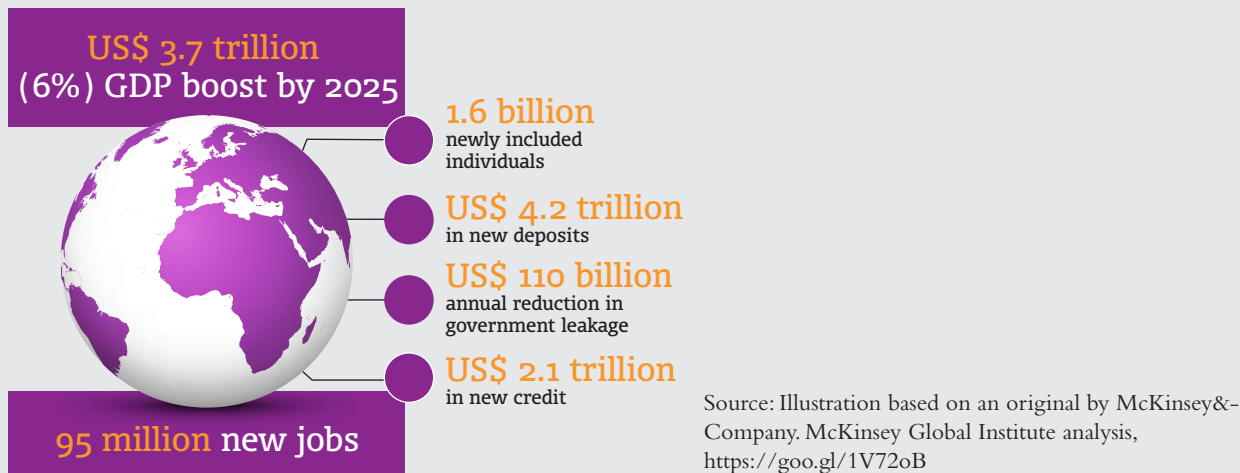 US$ 3.7 trillion
(6%) GDP boost by 2025
1.6 billion
newly included
individuals
US$ 4.2 trillion
in new deposits
US$ 110 billion
annual reduction in
government leakage
US$ 2.1 trillion
in new credit
95 million new jobs
Source: Illustration based on an original by McKinsey&-
Company. McKinsey Global Institute analysis,
https://goo.gl/1V72oB